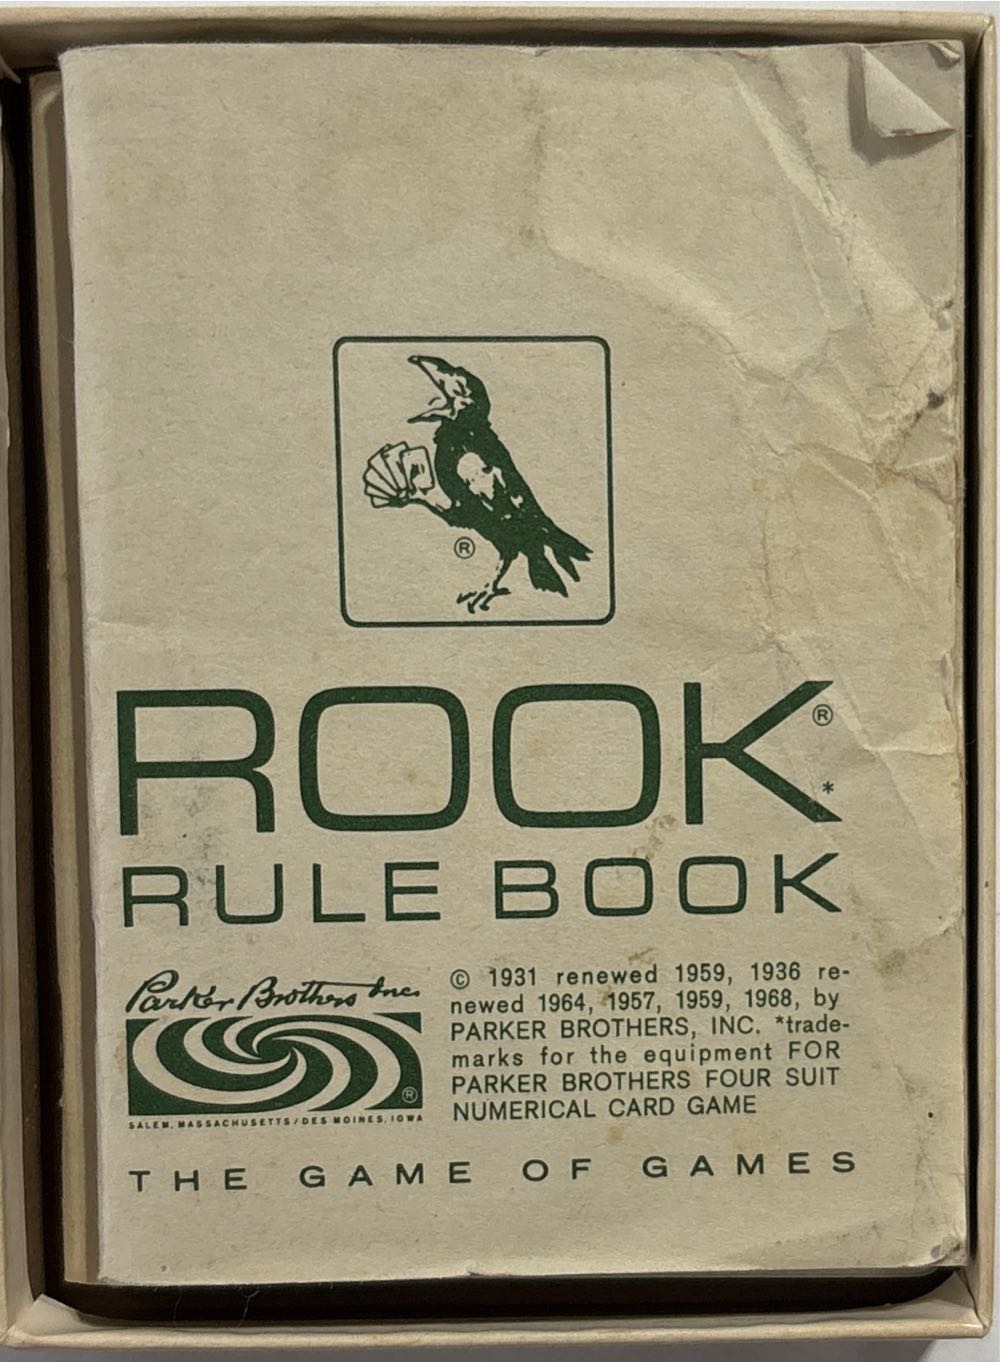 ®
ROOK®*
RULE BOOK
Parker Brothers Inc.
®
SALEM, MASSACHUSETTS/DES MOINES, IOWA
© 1931 renewed 1959, 1936 re-
newed 1964, 1957, 1959, 1968, by
PARKER BROTHERS, INC. *trade-
marks for the equipment FOR
PARKER BROTHERS FOUR SUIT
NUMERICAL CARD GAME
THE GAME OF GAMES